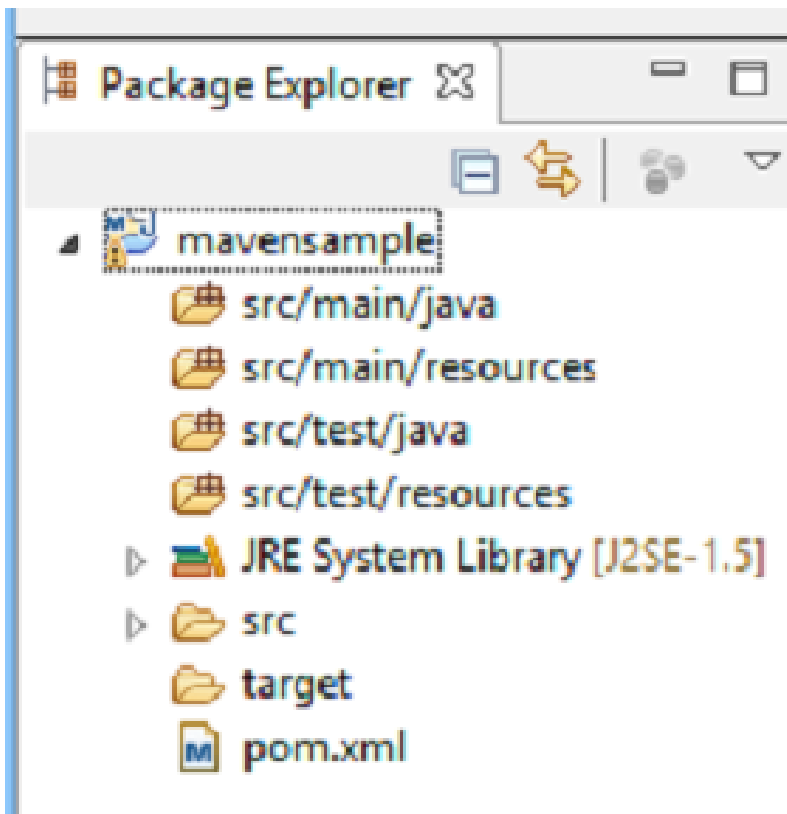 Package Explorer
mavensample
src/main/java
src/main/resources
src/test/java
src/test/resources
JRE System Library [J2SE-1.5]
src
target
M pom.xml